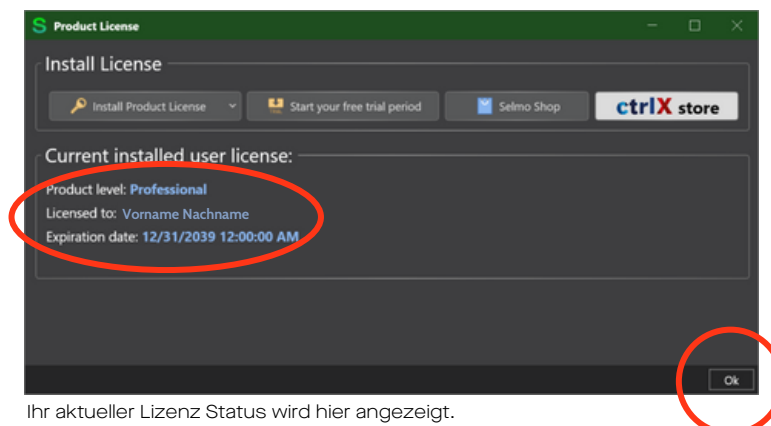 Product License
Install License
Install Product License
Start your free trial period
Selmo Shop
ctrlX store
Current installed user license:
Product level: Professional
Licensed to: Vorname Nachname
Expiration date: 12/31/2039 12:00:00 AM
Ok
Ihr aktueller Lizenz Status wird hier angezeigt.